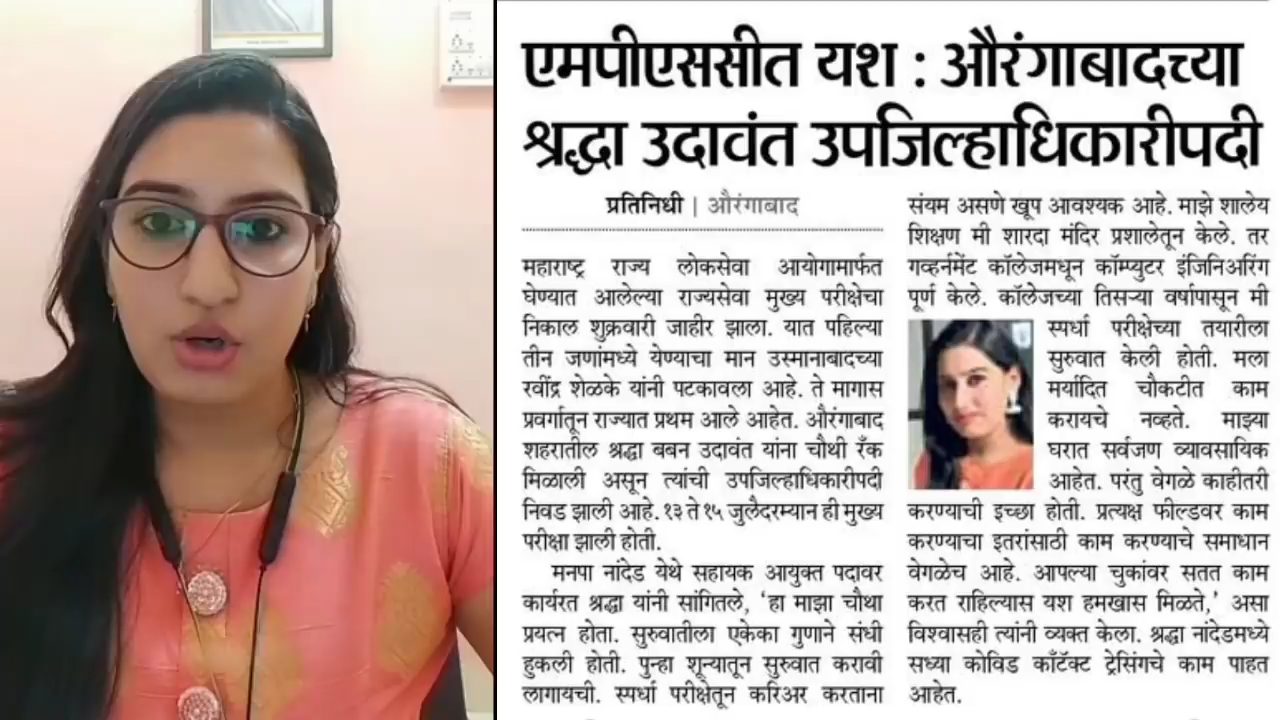 एमपीएससीत यश : औरंगाबादच्या
श्रद्धा उदावंत उपजिल्हाधिकारीपदी
प्रतिनिधी | औरंगाबाद
महाराष्ट्र राज्य लोकसेवा आयोगामार्फत
घेण्यात आलेल्या राज्यसेवा मुख्य परीक्षेचा
निकाल शुक्रवारी जाहीर झाला. यात पहिल्या
तीन जणांमध्ये येण्याचा मान उस्मानाबादच्या
रवींद्र शेळके यांनी पटकावला आहे. ते मागास
प्रवर्गातून राज्यात प्रथम आले आहेत. औरंगाबाद
शहरातील श्रद्धा बबन उदावंत यांना चौथी रँक
मिळाली असून त्यांची उपजिल्हाधिकारीपदी
निवड झाली आहे. १३ ते १५ जुलैदरम्यान ही मुख्य
परीक्षा झाली होती.
मनपा नांदेड येथे सहायक आयुक्त पदावर
कार्यरत श्रद्धा यांनी सांगितले, ‘हा माझा चौथा
प्रयत्न होता. सुरुवातीला एकेका गुणाने संधी
हुकली होती. पुन्हा शून्यातून सुरुवात करावी
लागायची. स्पर्धा परीक्षेतून करिअर करताना
संयम असणे खूप आवश्यक आहे. माझे शालेय
शिक्षण मी शारदा मंदिर प्रशालेतून केले. तर
गव्हर्नमेंट कॉलेजमधून कॉम्प्युटर इंजिनिअरिंग
पूर्ण केले. कॉलेजच्या तिसऱ्या वर्षापासून मी
स्पर्धा परीक्षेच्या तयारीला
सुरुवात केली होती. मला
मर्यादित चौकटीत काम
करायचे नव्हते. माझ्या
घरात सर्वजण व्यावसायिक
आहेत. परंतु वेगळे काहीतरी
करण्याची इच्छा होती. प्रत्यक्ष फील्डवर काम
करण्याचा इतरांसाठी काम करण्याचे समाधान
वेगळेच आहे. आपल्या चुकांवर सतत काम
करत राहिल्यास यश हमखास मिळते,’ असा
विश्वासही त्यांनी व्यक्त केला. श्रद्धा नांदेडमध्ये
सध्या कोविड काँटॅक्ट ट्रेसिंगचे काम पाहत
आहेत.